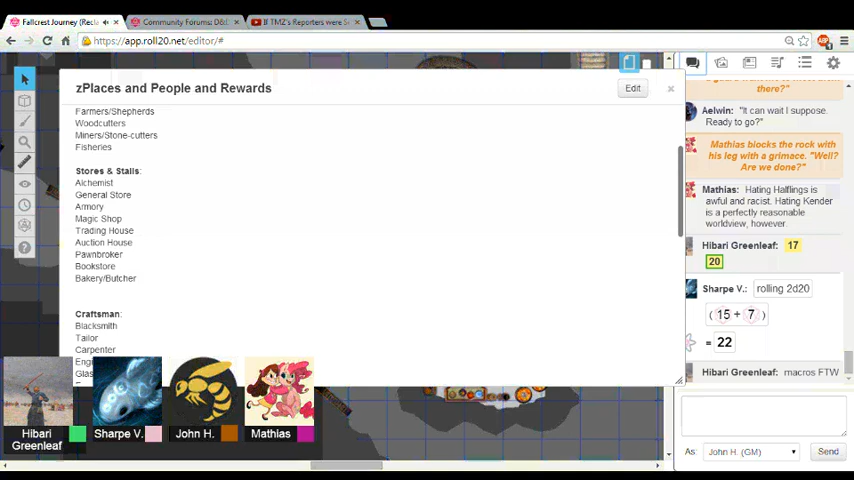 Fallcrest Journey (Recla
Community Forums: D&D
If TMZ's Reporters were S
https://app.roll20.net/editor/#
ABP
zPlaces and People and Rewards
Edit
Farmers/Shepherds
Woodcutters
Miners/Stone-cutters
Fisheries
Stores & Stalls:
Alchemist
General Store
Armory
Magic Shop
Trading House
Auction House
Pawnbroker
Bookstore
Bakery/Butcher
Craftsman:
Blacksmith
Tailor
Carpenter
Hibari
Greenleaf
Sharpe V.
John H.
Mathias
there?"
Aelwin: "It can wait I suppose.
Ready to go?"
Mathias blocks the rock with
his leg with a grimace. "Well?
Are we done?"
Mathias: Hating Halflings is
awful and racist. Hating Kender
is a perfectly reasonable
worldview, however.
Hibari Greenleaf: 17
20
Sharpe V.: rolling 2d20
( 15 + 7 )
= 22
Hibari Greenleaf: macros FTW
As: John H. (GM)
Send